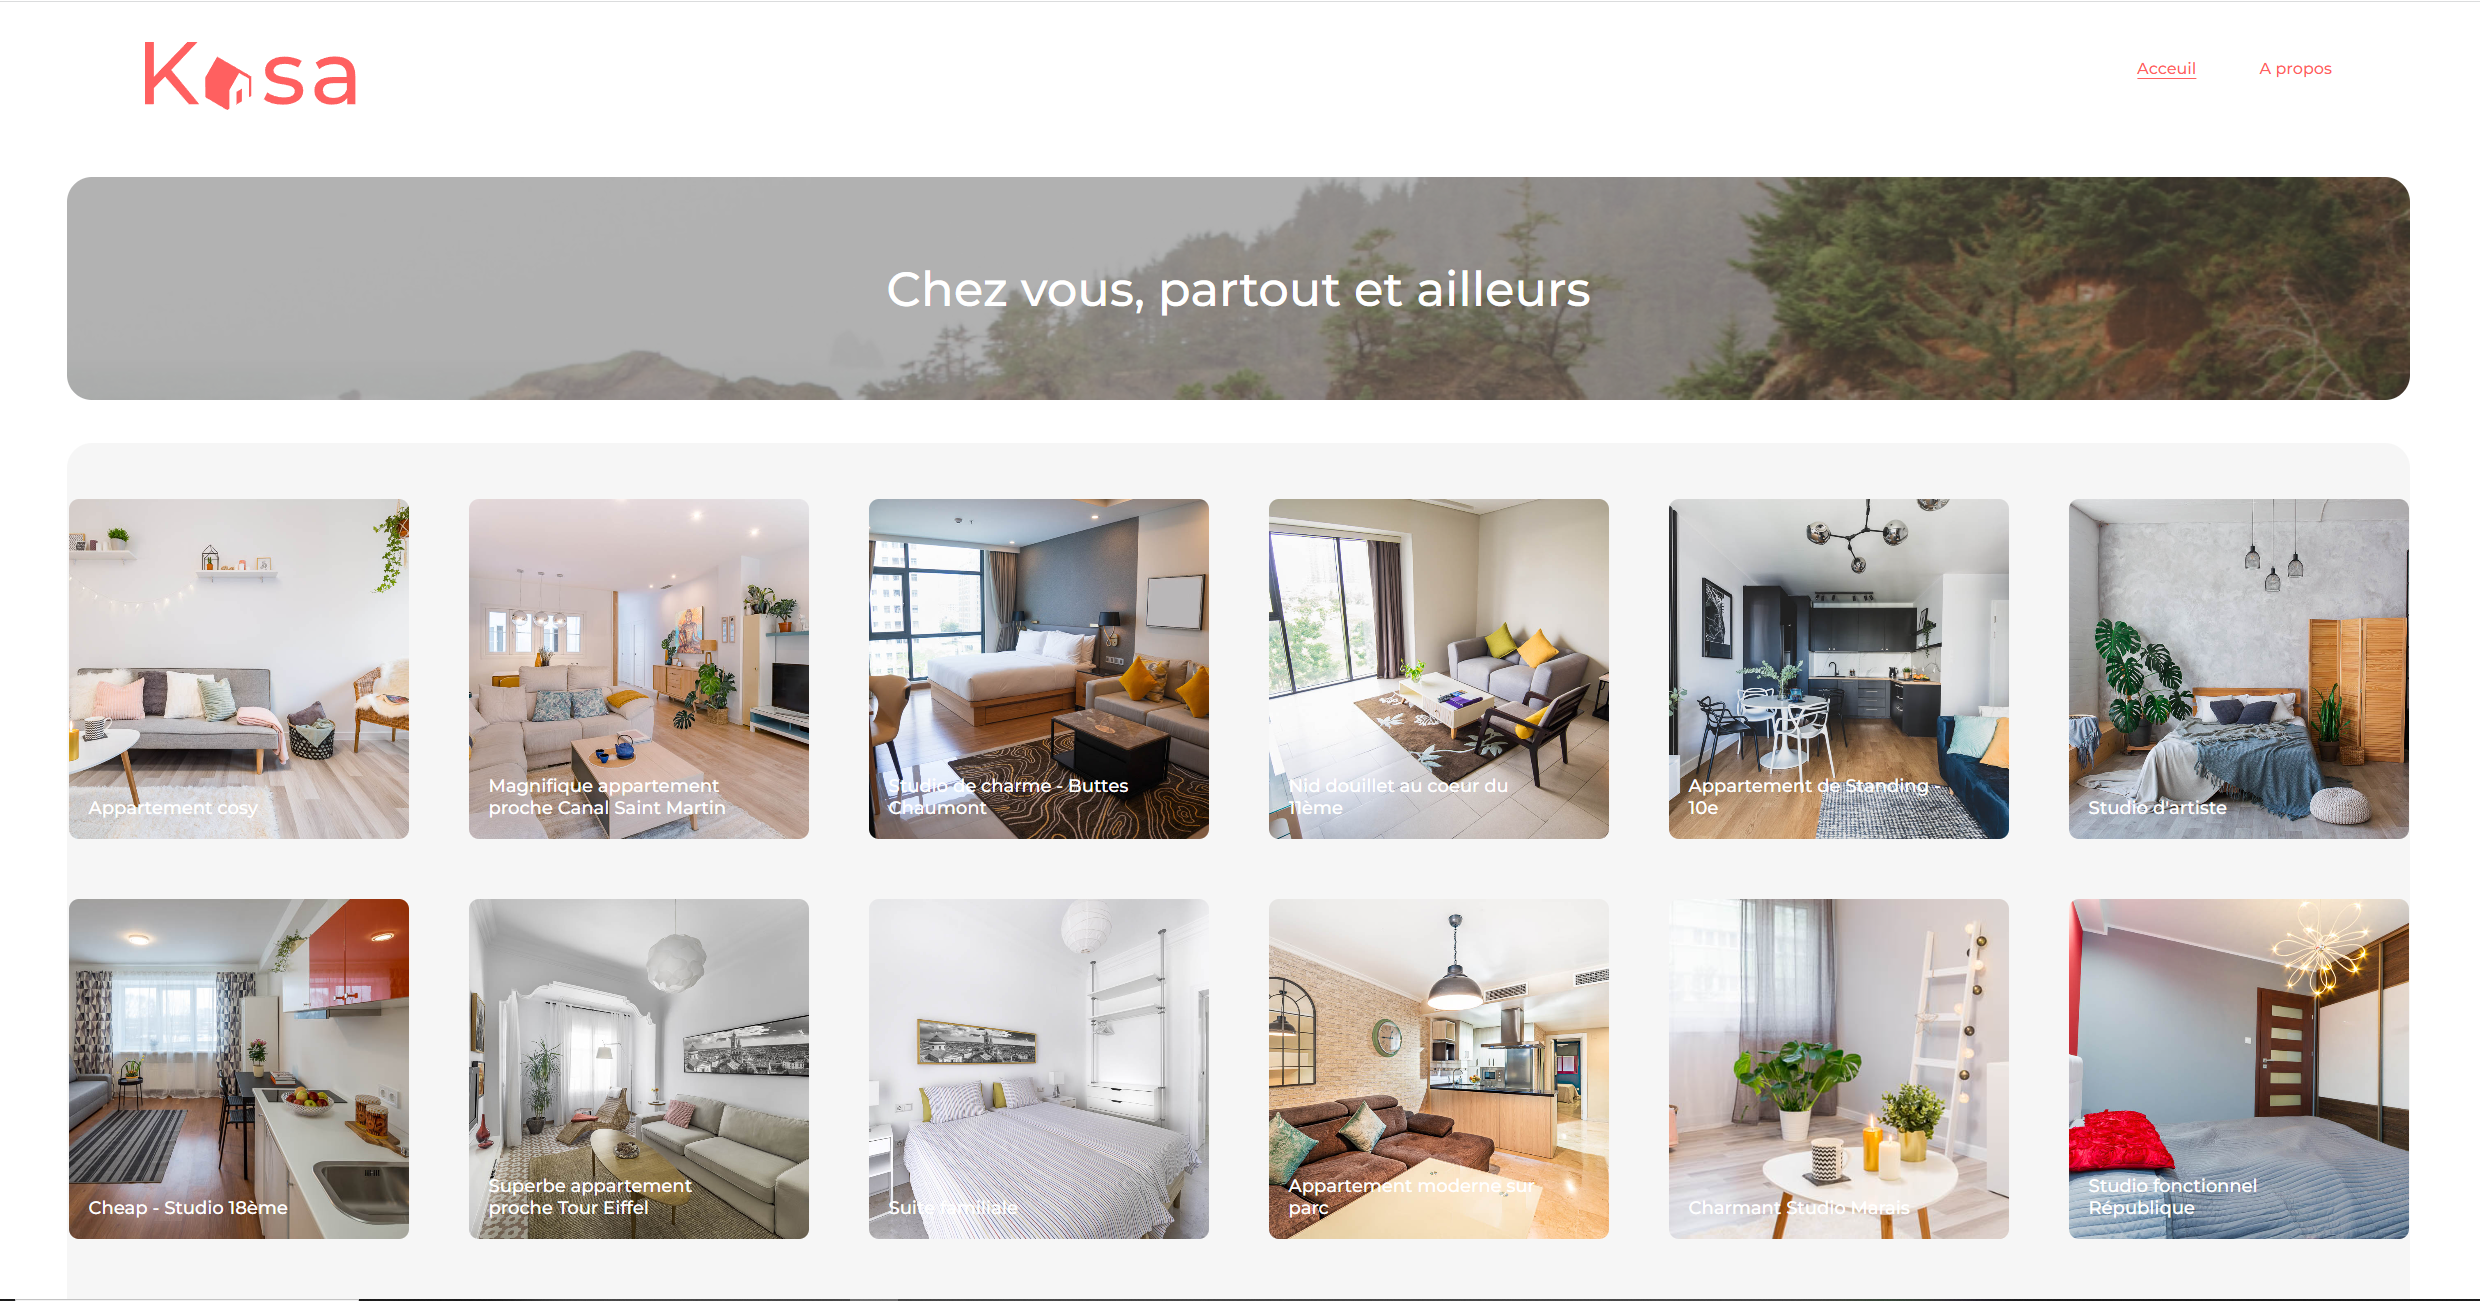 Kasa
Acceuil
A propos
Chez vous, partout et ailleurs
Appartement cosy
Magnifique appartement
proche Canal Saint Martin
Studio de charme - Buttes
Chaumont
Nid douillet au coeur du
11ème
Appartement de Standing -
10e
Studio d'artiste
Cheap - Studio 18ème
Superbe appartement
proche Tour Eiffel
Suite familiale
Appartement moderne sur
parc
Charmant Studio Marais
Studio fonctionnel
République